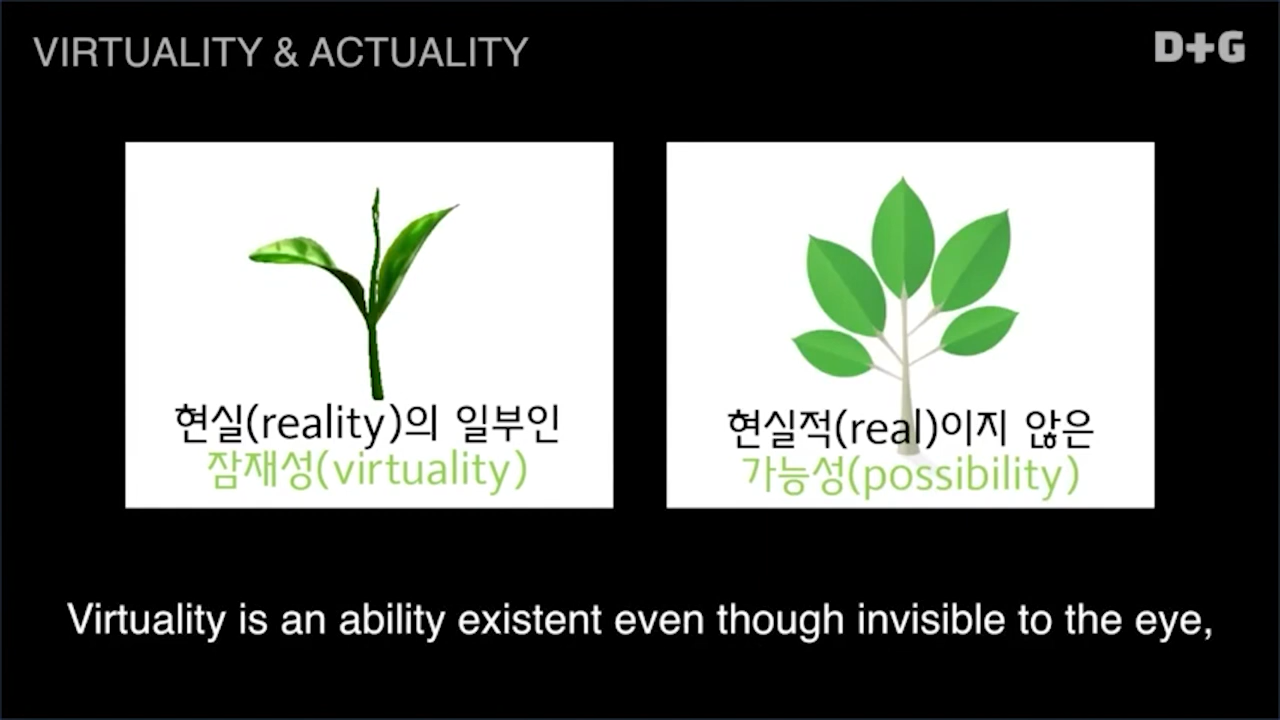 VIRTUALITY & ACTUALITY
D+G
현실(reality)의 일부인
잠재성(virtuality)
현실적(real)이지 않은
가능성(possibility)
Virtuality is an ability existent even though invisible to the eye,